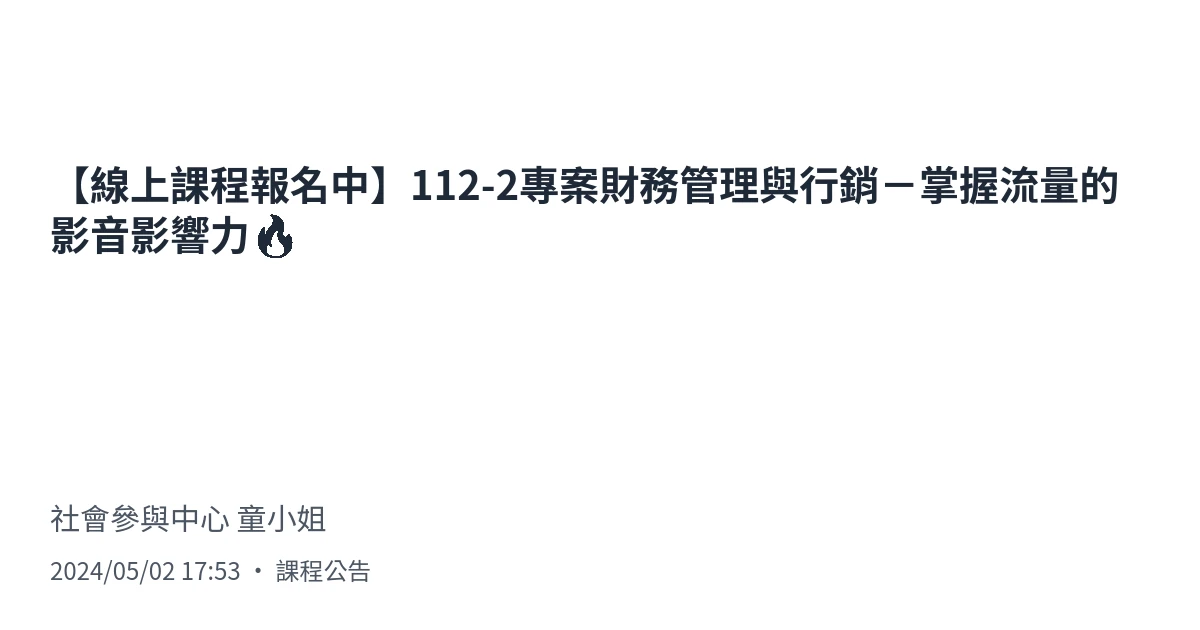 【線上課程報名中】112-2專案財務管理與行銷－掌握流量的
影音影響力🔥
社會參與中心 童小姐
2024/05/02 17:53 ・ 課程公告